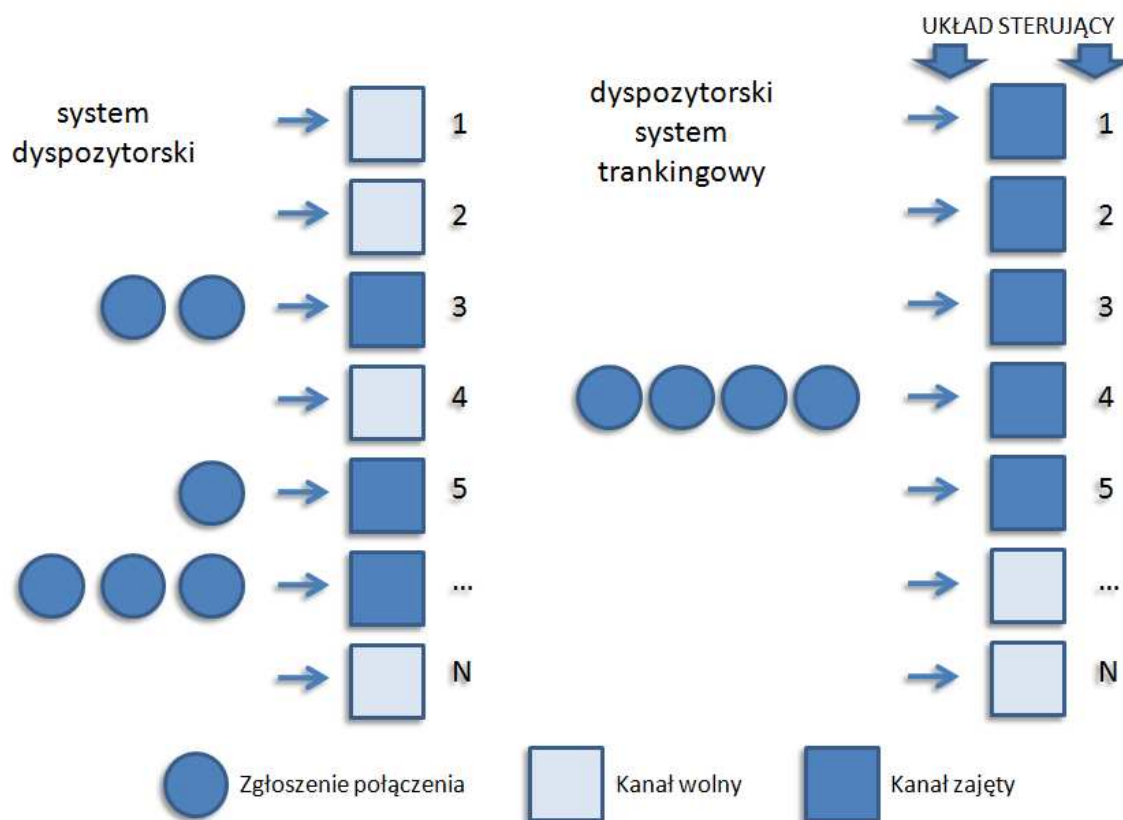 UKŁAD STERUJĄCY
system
dyspozytorski
1
2
3
4
5
...
N
dyspozytorski
system
trankingowy
1
2
3
4
5
...
N
Zgłoszenie połączenia
Kanał wolny
Kanał zajęty